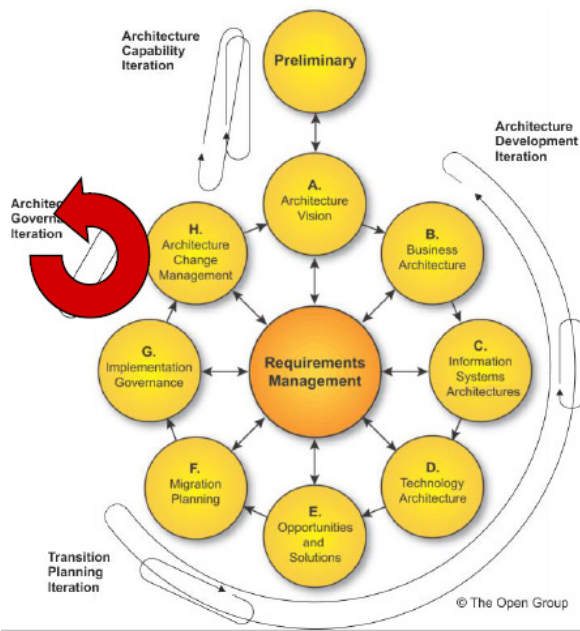 Architecture
Capability
Iteration
Preliminary
Architecture
Development
Iteration
A.
Architecture
Vision
Iteration
H.
Architecture
Change
Management
B.
Business
Architecture
G.
Implementation
Governance
Requirements
Management
C.
Information
Systems
Architectures
F.
Migration
Planning
D.
Technology
Architecture
E.
Opportunities
and
Solutions
Transition
Planning
Iteration
© The Open Group